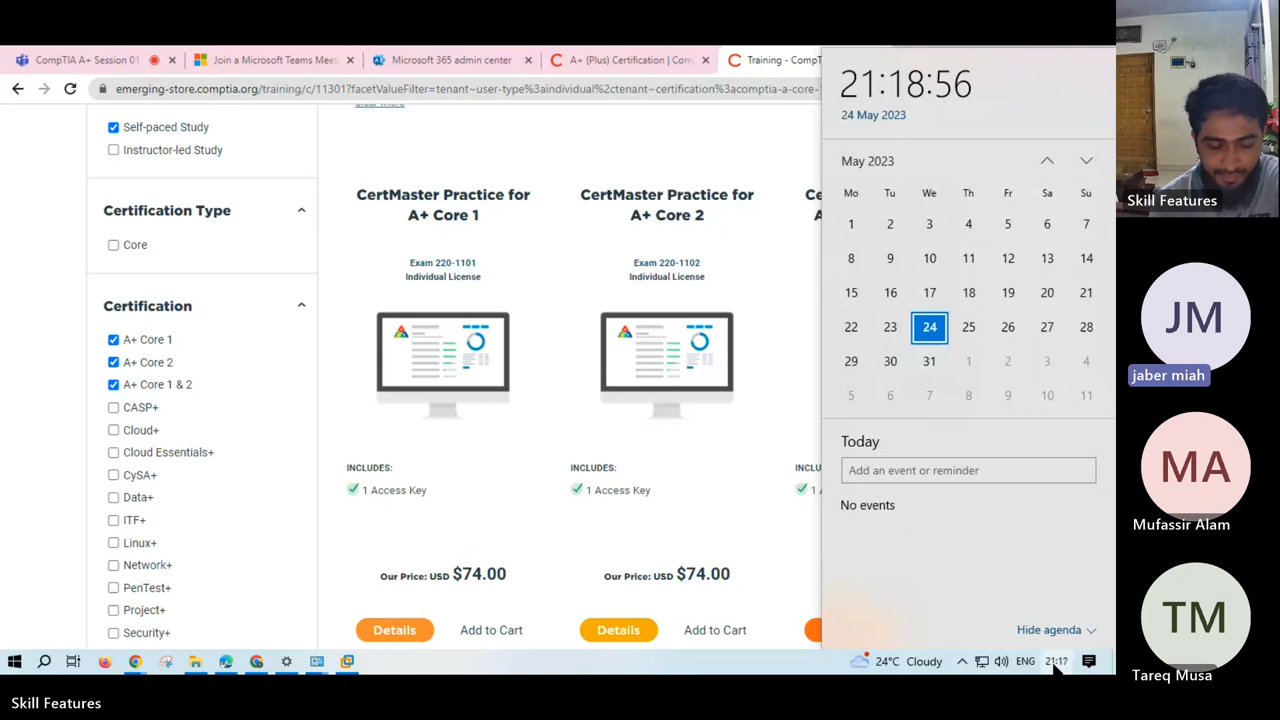 CompTIA A+ Session 01
Join a Microsoft Teams Meet
Microsoft 365 admin center
A+ (Plus) Certification | Com
Training - CompT
emerging-store.comptia.org/training/c/11301?facetValueFilter=tenant~user-type%3aindividual%2ctenant~certification%3acomptia-a-core-
Clear filters
Self-paced Study
Instructor-led Study
Certification Type
Core
Certification
A+ Core 1
A+ Core 2
A+ Core 1 & 2
CASP+
Cloud+
Cloud Essentials+
CySA+
Data+
ITF+
Linux+
Network+
PenTest+
Project+
Security+
CertMaster Practice for
A+ Core 1
Exam 220-1101
Individual License
INCLUDES:
1 Access Key
Our Price: USD $74.00
Details
Add to Cart
CertMaster Practice for
A+ Core 2
Exam 220-1102
Individual License
INCLUDES:
1 Access Key
Our Price: USD $74.00
Details
Add to Cart
Ce
INCLU
21:18:56
24 May 2023
May 2023
Mo Tu We Th Fr Sa Su
1 2 3 4 5 6 7
8 9 10 11 12 13 14
15 16 17 18 19 20 21
22 23 24 25 26 27 28
29 30 31 1 2 3 4
5 6 7 8 9 10 11
Today
Add an event or reminder
No events
Hide agenda
24°C Cloudy
ENG
Skill Features
JM
jaber miah
MA
Mufassir Alam
TM
Tareq Musa
Skill Features